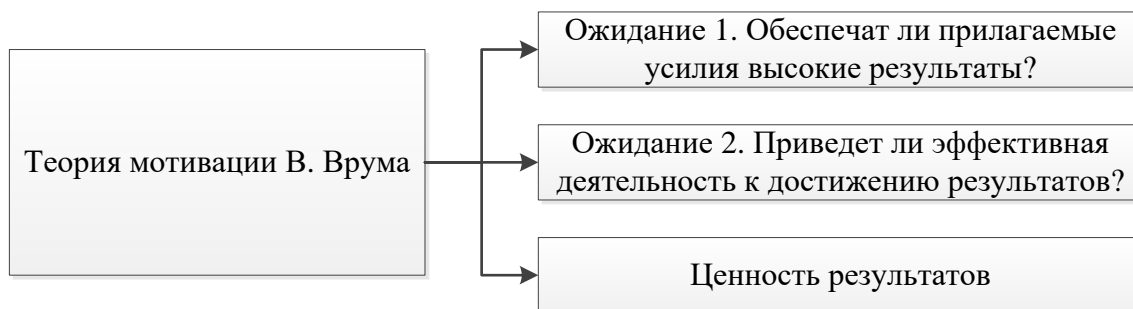 Теория мотивации В. Врума
Ожидание 1. Обеспечат ли прилагаемые
усилия высокие результаты?
Ожидание 2. Приведет ли эффективная
деятельность к достижению результатов?
Ценность результатов